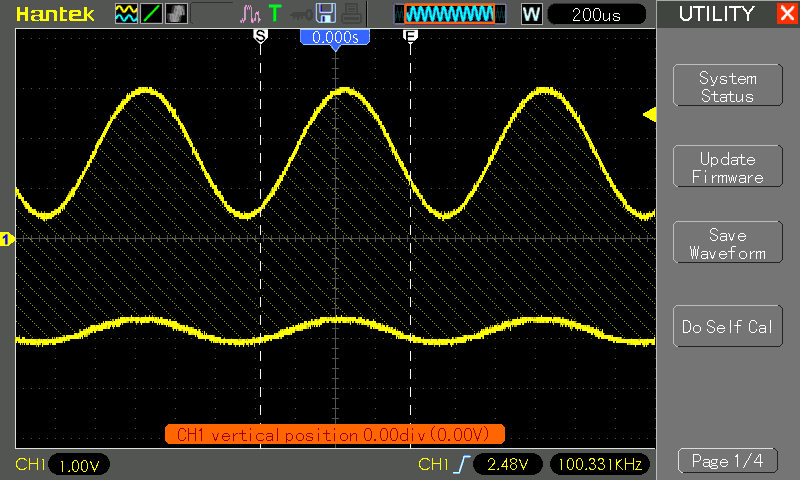 Hantek
T
W
200us
UTILITY
S
0.000s
E
System
Status
Update
Firmware
1
Save
Waveform
Do Self Cal
CH1 vertical position 0.00div(0.00V)
CH1 1.00V
CH1 2.48V 100.331KHz
Page 1/4